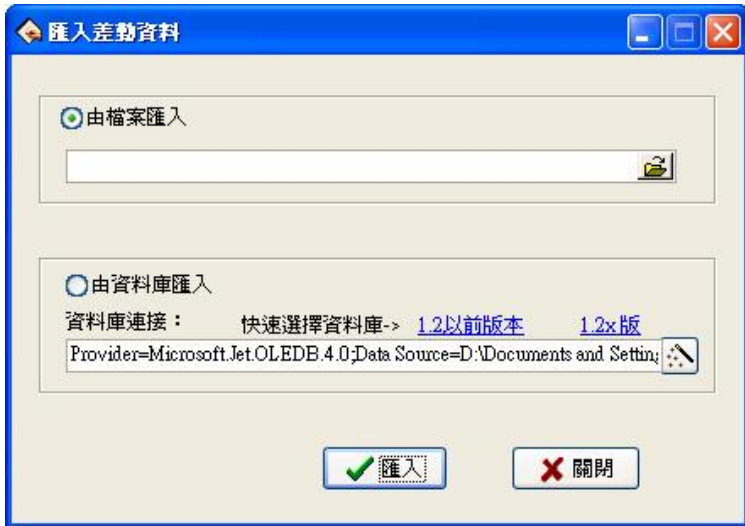 匯入差動資料
由檔案匯入
由資料庫匯入
資料庫連接： 快速選擇資料庫-> 1.2以前版本 1.2x版
Provider=Microsoft.Jet.OLEDB.4.0;Data Source=D:\Documents and Setting
匯入 關閉